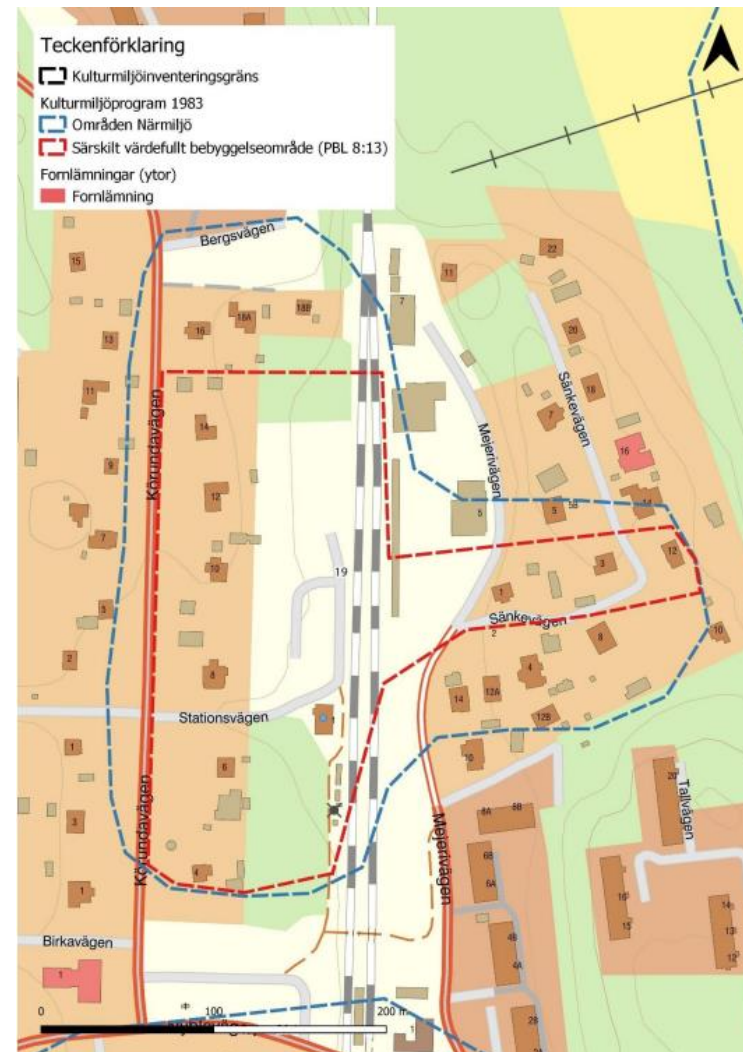 Teckenförklaring
Kulturmiljöinventeringsgräns
Kulturmiljöprogram 1983
Områden Närmiljö
Särskilt värdefullt bebyggelseområde (PBL 8:13)
Fornlämningar (ytor)
Fornlämning
Bergsvägen
22
15
11
7
18A
18B
16
20
13
Sänkevägen
18
11
Körundavägen
7
14
Mejerivägen
16
9
12
14
5
5B
5
7
12
3
10
19
1
5
Sänkevägen
2
10
8
2
4
8
13A
14
Stationsvägen
12B
1
1
10
6
20
Tallvägen
3
8A
8B
Körundavägen
4
Mejerivägen
6B
1
6A
16
14
15
13
4B
Birkavägen
12
4A
1
0
100
200 m
1
2B